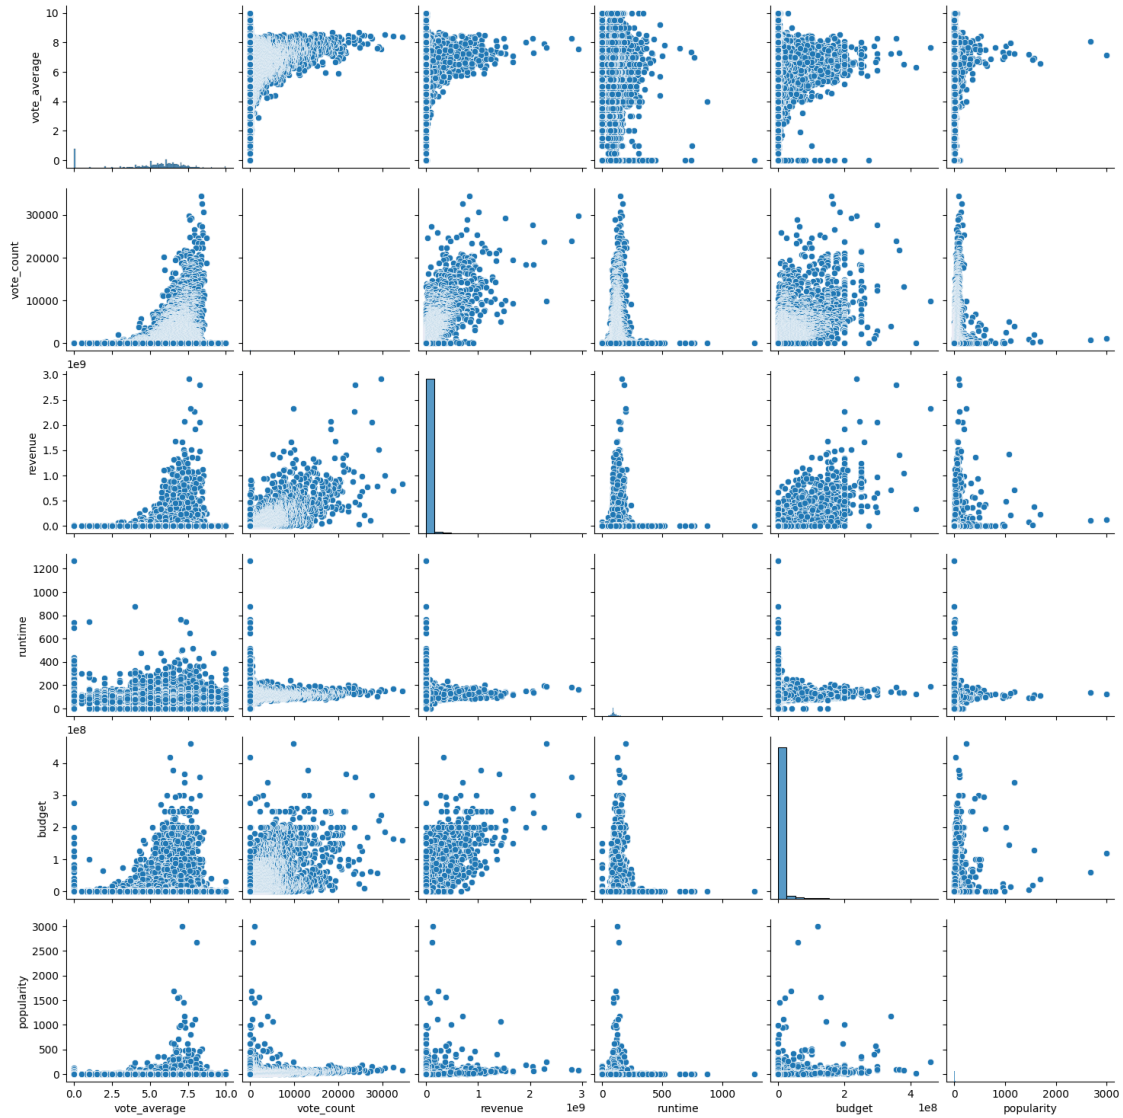 10
8
6
4
2
0
vote_average
30000
20000
10000
0
vote_count
1e9
3.0
2.5
2.0
1.5
1.0
0.5
0.0
revenue
1200
1000
800
600
400
200
0
runtime
1e8
4
3
2
1
0
budget
3000
2500
2000
1500
1000
500
0
popularity
0.0 2.5 5.0 7.5 10.0
vote_average
0 10000 20000 30000
vote_count
0 1 2 3
revenue
1e9
0 500 1000
runtime
0 2 4
budget
1e8
0 1000 2000 3000
popularity